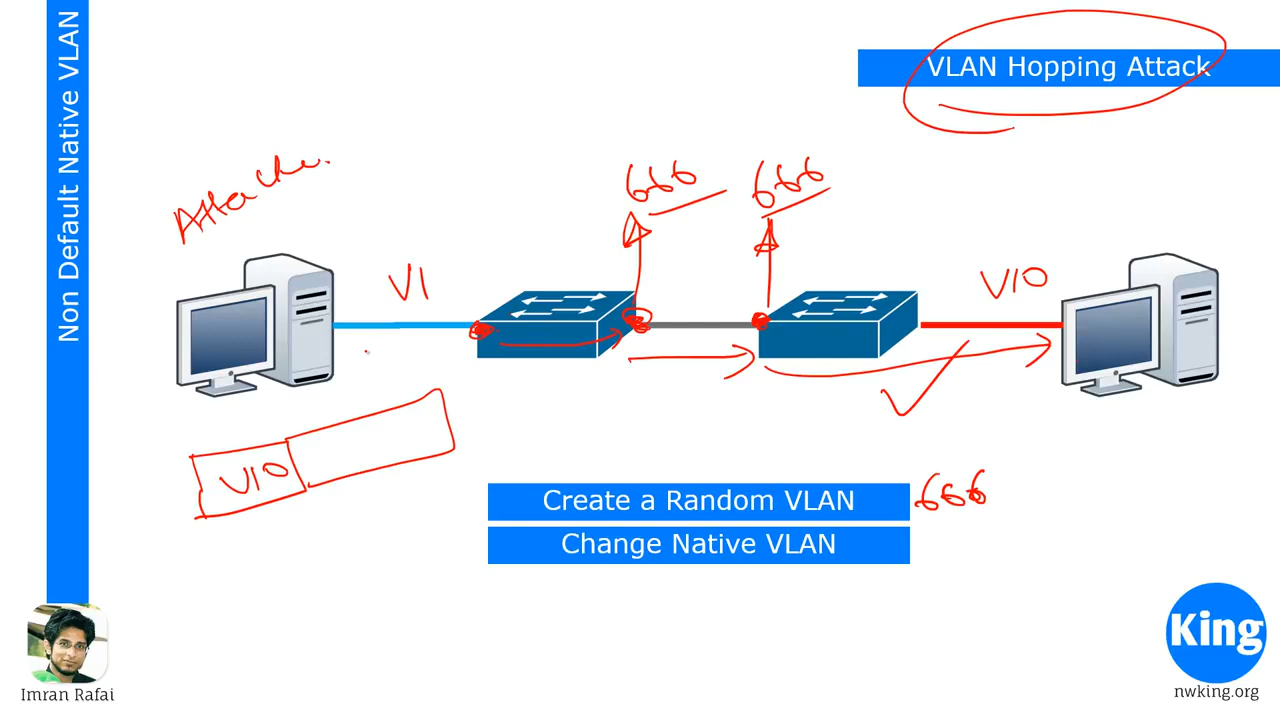 Non Default Native VLAN
VLAN Hopping Attack
666
666
V1
V10
V10
Create a Random VLAN
666
Change Native VLAN
Imran Rafai
King
nwking.org